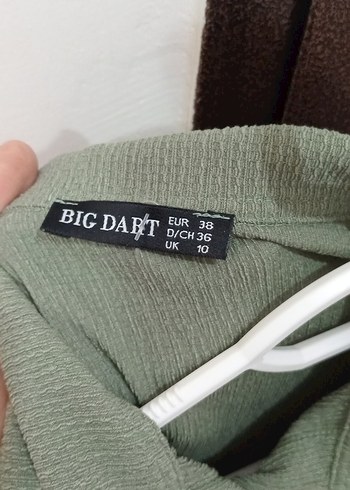 BIG DART
EUR 38
D/CH 36
UK 10